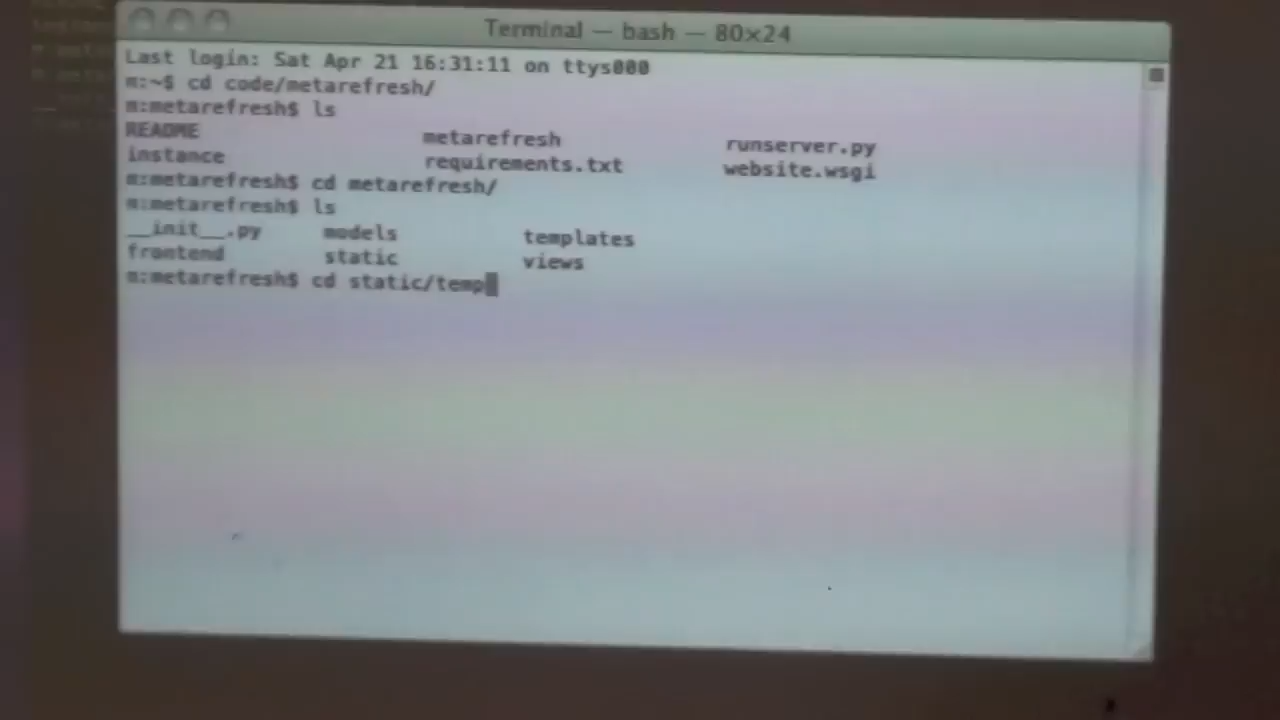 Terminal — bash — 80×24
Last login: Sat Apr 21 16:31:11 on ttys000
m:~$ cd code/metarefresh/
m:metarefresh$ ls
README metarefresh runserver.py
instance requirements.txt website.wsgi
m:metarefresh$ cd metarefresh/
m:metarefresh$ ls
__init__.py models templates
frontend static views
m:metarefresh$ cd static/temp